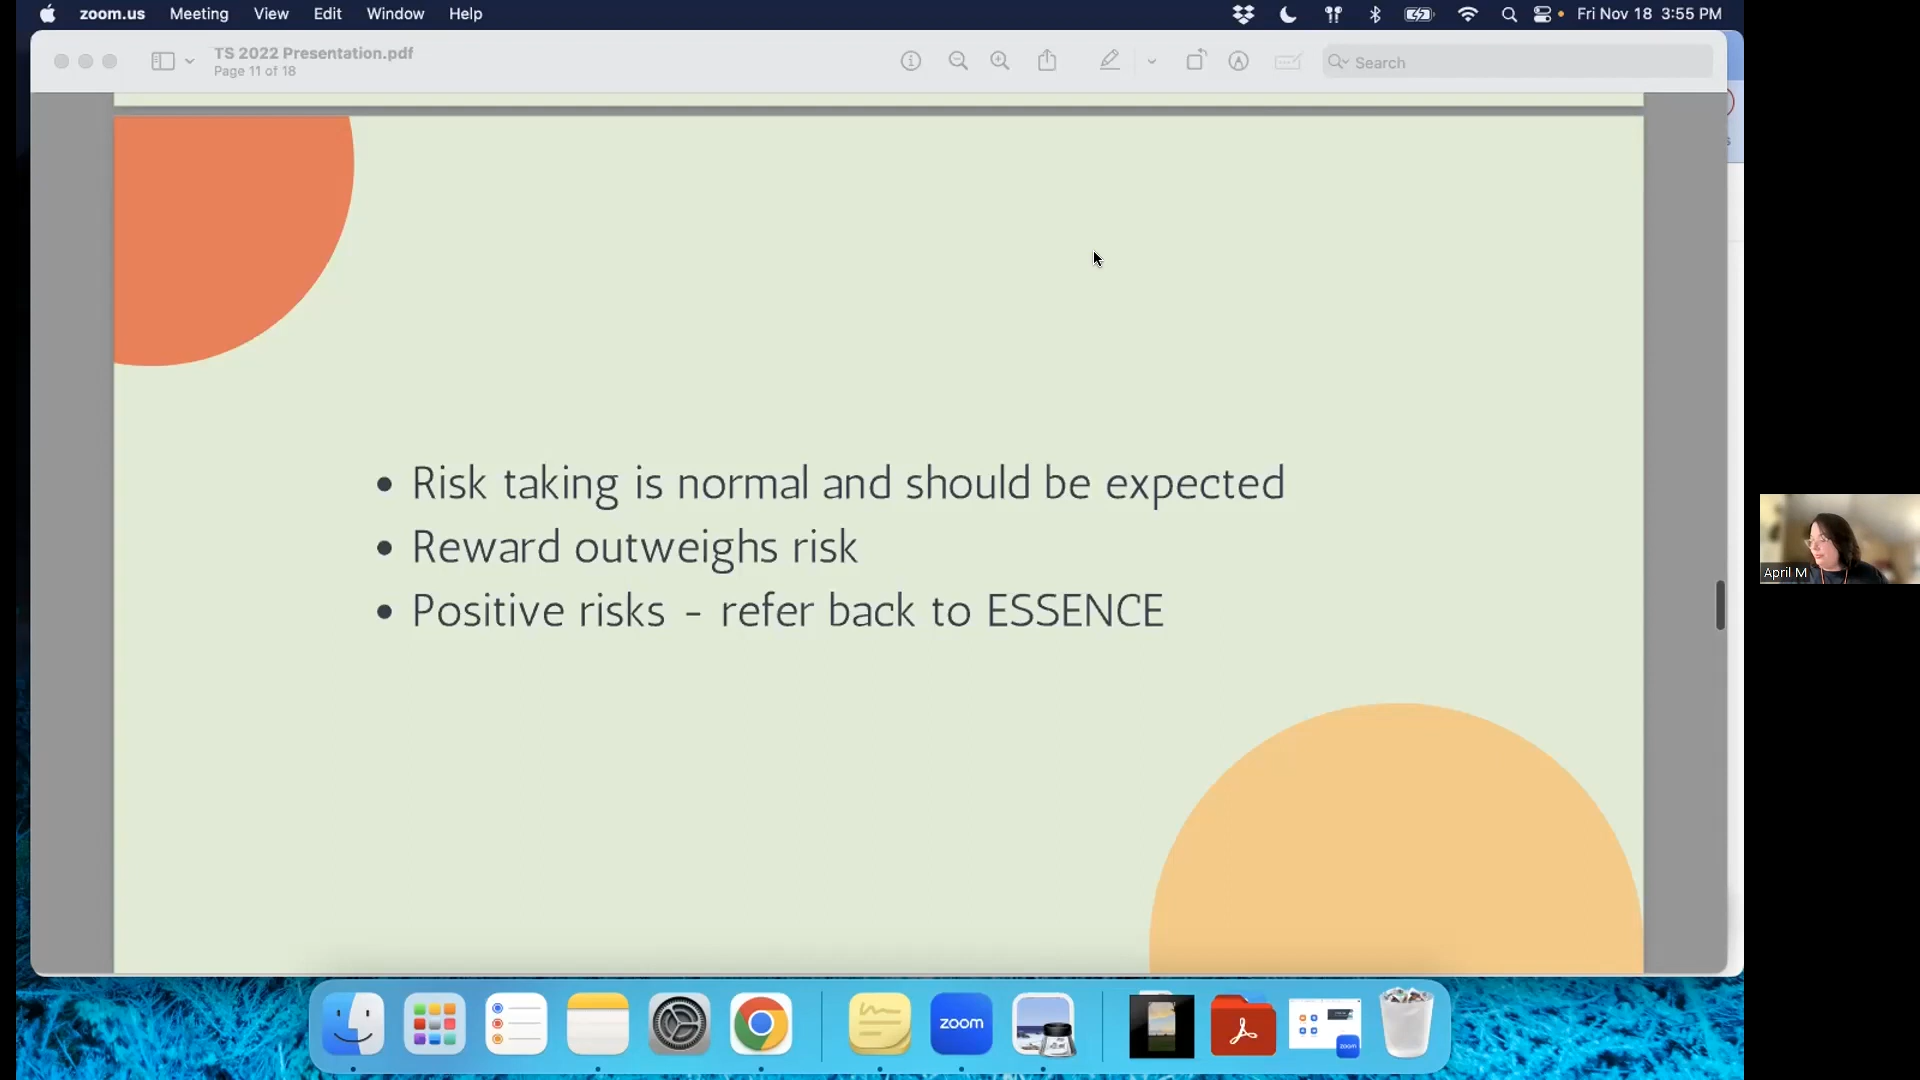 zoom.us Meeting View Edit Window Help Fri Nov 18 3:55 PM
TS 2022 Presentation.pdf
Page 11 of 18
Search
• Risk taking is normal and should be expected
• Reward outweighs risk
• Positive risks - refer back to ESSENCE
April M
zoom
zoom